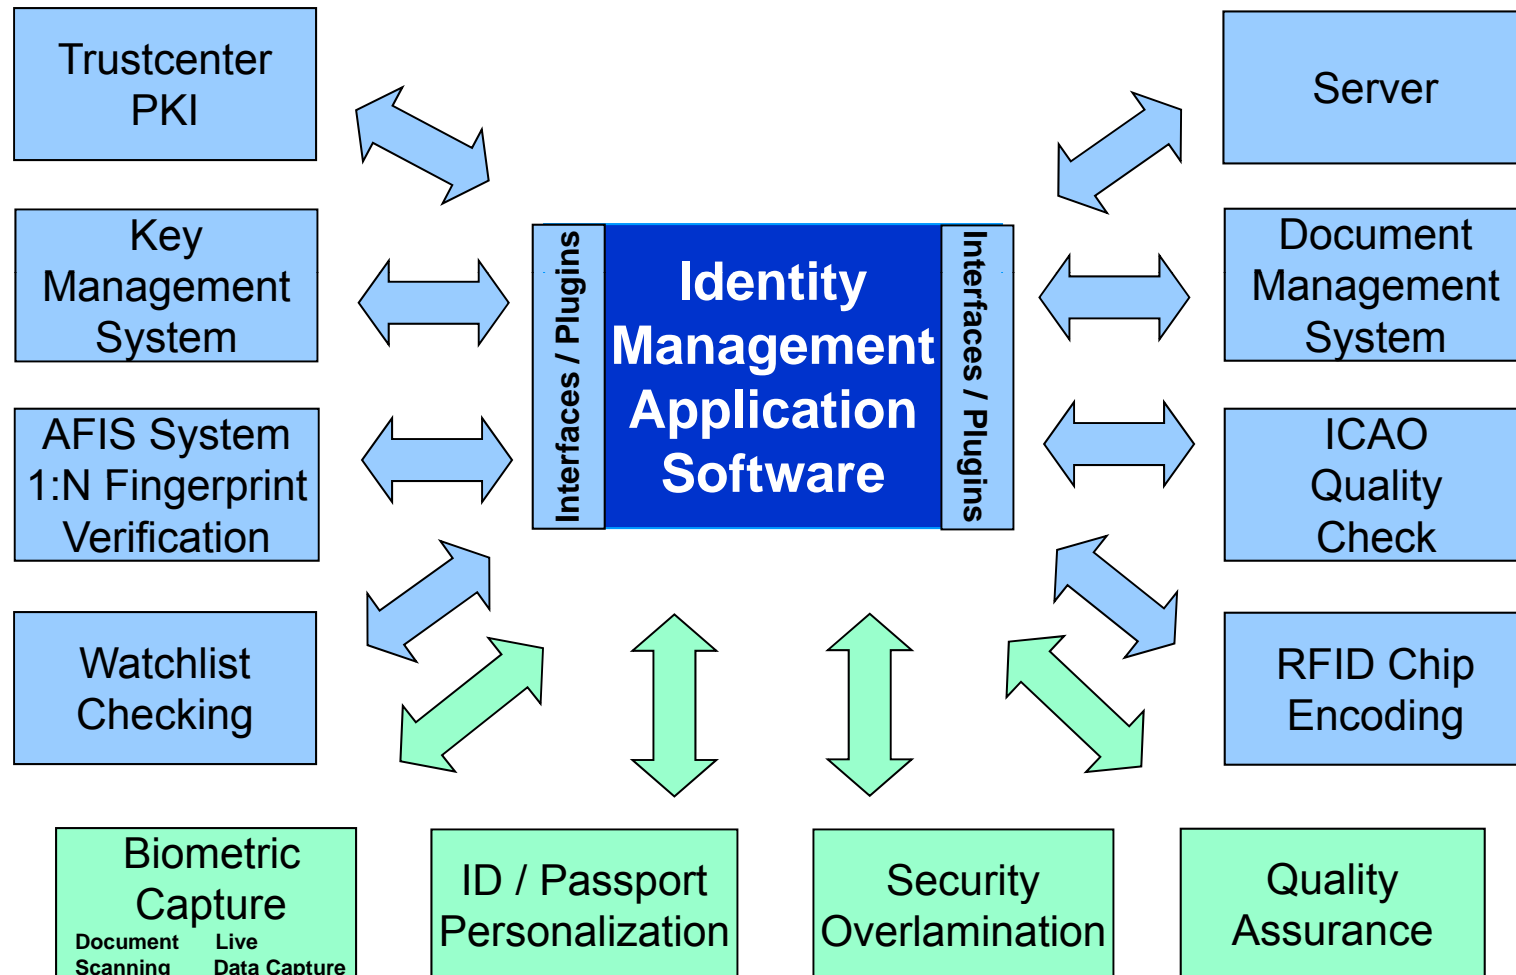 Trustcenter
PKI
Server
Key
Management
System
Interfaces / Plugins
Identity
Management
Application
Software
Interfaces / Plugins
Document
Management
System
AFIS System
1:N Fingerprint
Verification
ICAO
Quality
Check
Watchlist
Checking
RFID Chip
Encoding
Biometric
Capture
Document Live
Scanning Data Capture
ID / Passport
Personalization
Security
Overlamination
Quality
Assurance